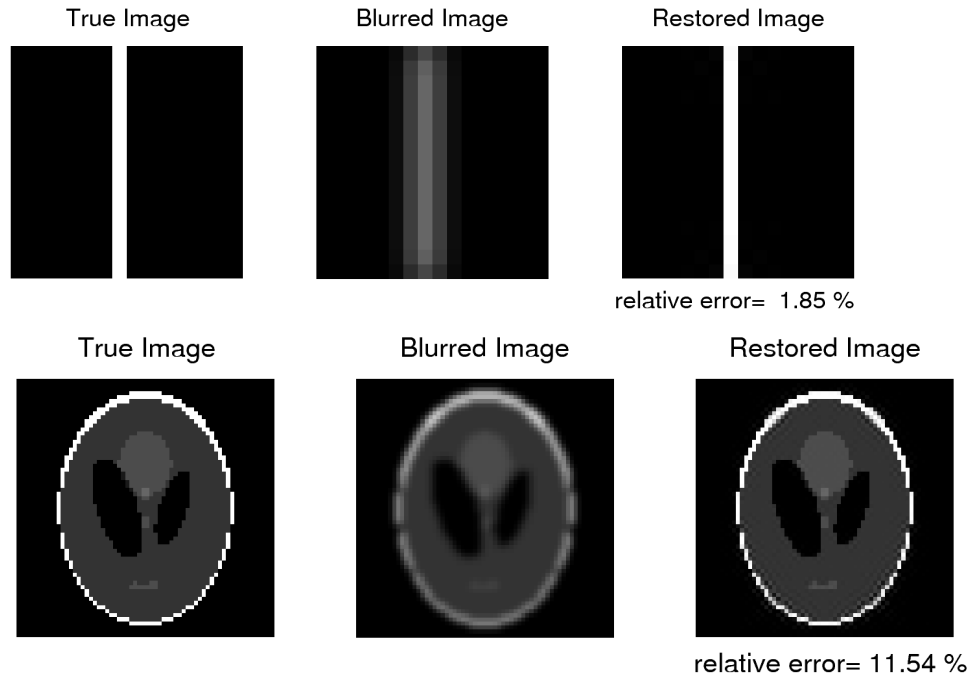 True Image
Blurred Image
Restored Image
relative error=  1.85 %
True Image
Blurred Image
Restored Image
relative error= 11.54 %